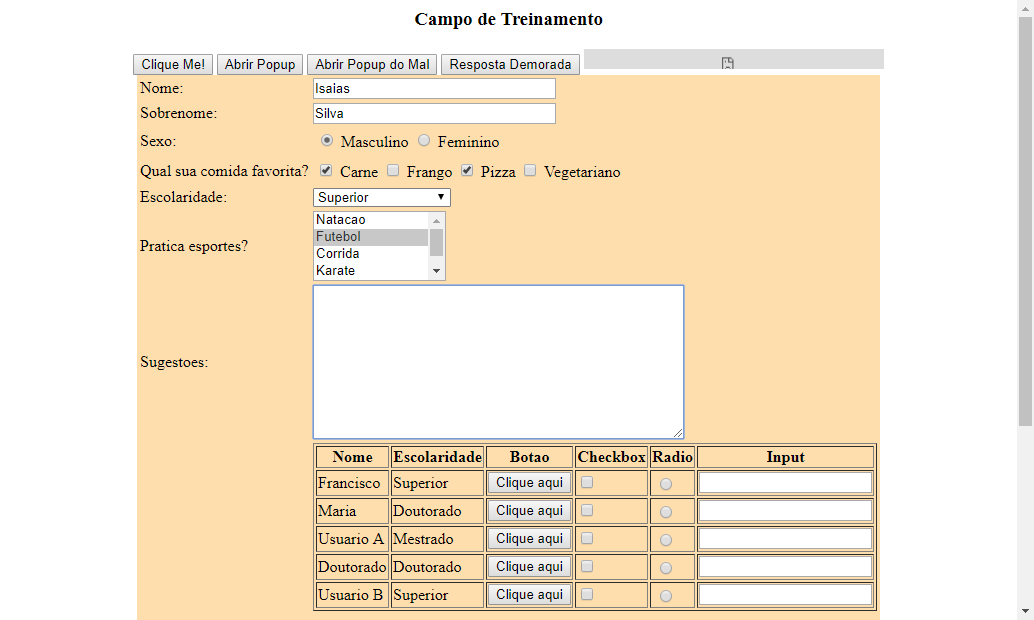 Campo de Treinamento
Clique Me! Abrir Popup Abrir Popup do Mal Resposta Demorada
Nome: Isaias
Sobrenome: Silva
Sexo: Masculino Feminino
Qual sua comida favorita? Carne Frango Pizza Vegetariano
Escolaridade: Superior
Pratica esportes?
Natacao
Futebol
Corrida
Karate
Sugestoes:
Nome Escolaridade Botao Checkbox Radio Input
Francisco Superior Clique aqui
Maria Doutorado Clique aqui
Usuario A Mestrado Clique aqui
Doutorado Doutorado Clique aqui
Usuario B Superior Clique aqui